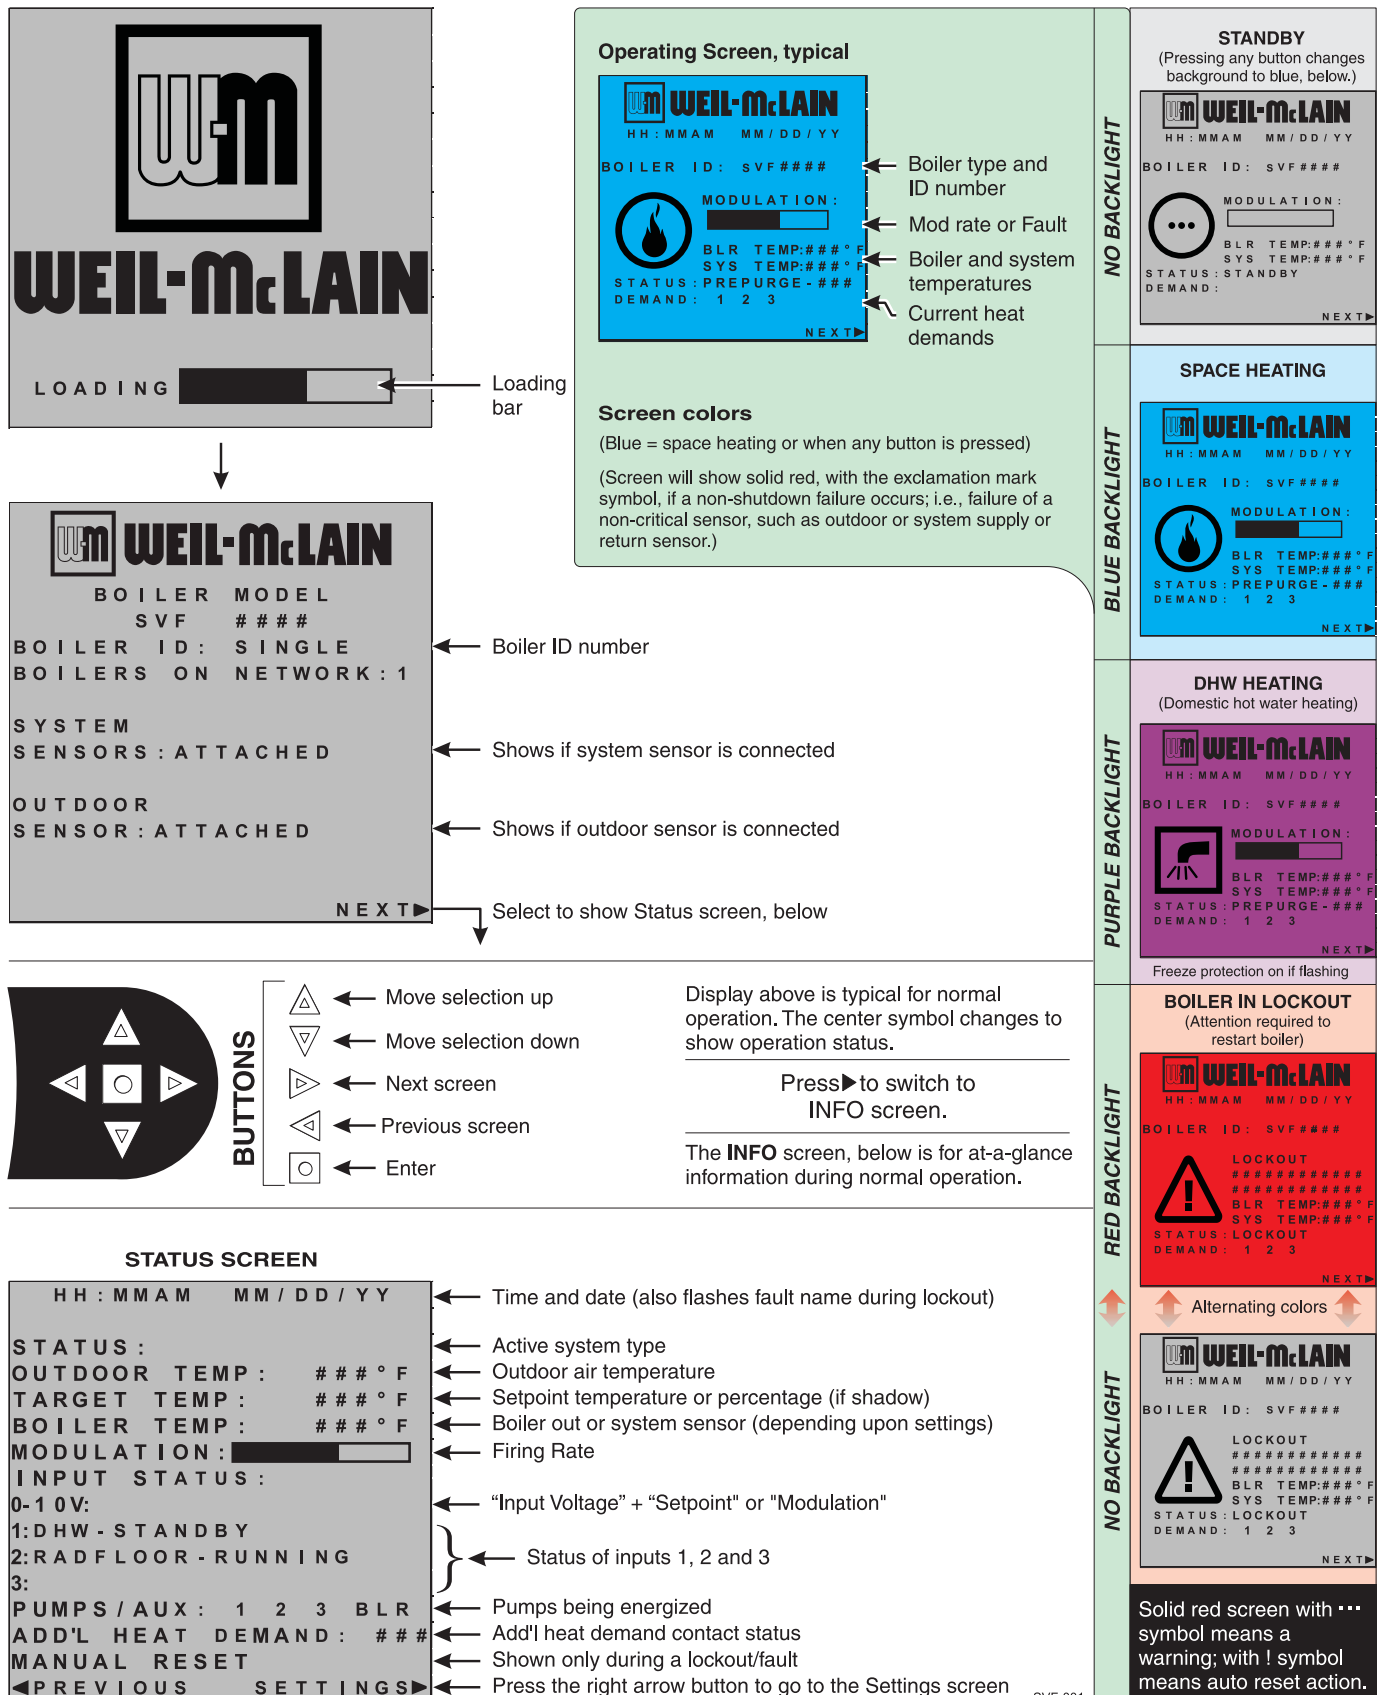 WM
WEIL-McLAIN
LOADING
Loading
bar
WM WEIL-McLAIN
BOILER MODEL
SVF ####
BOILER ID: SINGLE
BOILERS ON NETWORK:1
SYSTEM
SENSORS:ATTACHED
OUTDOOR
SENSOR:ATTACHED
NEXT▶
Boiler ID number
Shows if system sensor is connected
Shows if outdoor sensor is connected
Select to show Status screen, below
Operating Screen, typical
WM WEIL-McLAIN
HH:MMAM MM/DD/YY
BOILER ID: SVF####
MODULATION:
BLR TEMP:###°F
SYS TEMP:###°F
STATUS:PREPURGE-###
DEMAND: 1 2 3
NEXT▶
Boiler type and
ID number
Mod rate or Fault
Boiler and system
temperatures
Current heat
demands
Screen colors
(Blue = space heating or when any button is pressed)
(Screen will show solid red, with the exclamation mark
symbol, if a non-shutdown failure occurs; i.e., failure of a
non-critical sensor, such as outdoor or system supply or
return sensor.)
NO BACKLIGHT
STANDBY
(Pressing any button changes
background to blue, below.)
WM WEIL-McLAIN
HH:MMAM MM/DD/YY
BOILER ID: SVF####
MODULATION:
BLR TEMP:###°F
SYS TEMP:###°F
STATUS:STANDBY
DEMAND:
NEXT▶
BLUE BACKLIGHT
SPACE HEATING
WM WEIL-McLAIN
HH:MMAM MM/DD/YY
BOILER ID: SVF####
MODULATION:
BLR TEMP:###°F
SYS TEMP:###°F
STATUS:PREPURGE-###
DEMAND: 1 2 3
NEXT▶
PURPLE BACKLIGHT
DHW HEATING
(Domestic hot water heating)
WM WEIL-McLAIN
HH:MMAM MM/DD/YY
BOILER ID: SVF####
MODULATION:
BLR TEMP:###°F
SYS TEMP:###°F
STATUS:PREPURGE-###
DEMAND: 1 2 3
NEXT▶
Freeze protection on if flashing
RED BACKLIGHT
BOILER IN LOCKOUT
(Attention required to
restart boiler)
WM WEIL-McLAIN
HH:MMAM MM/DD/YY
BOILER ID: SVF####
LOCKOUT
############
############
BLR TEMP:###°F
SYS TEMP:###°F
STATUS:LOCKOUT
DEMAND: 1 2 3
NEXT▶
Alternating colors
NO BACKLIGHT
WM WEIL-McLAIN
HH:MMAM MM/DD/YY
BOILER ID: SVF####
LOCKOUT
############
############
BLR TEMP:###°F
SYS TEMP:###°F
STATUS:LOCKOUT
DEMAND: 1 2 3
NEXT▶
Solid red screen with ···
symbol means a
warning; with ! symbol
means auto reset action.
BUTTONS
Move selection up
Move selection down
Next screen
Previous screen
Enter
Display above is typical for normal
operation. The center symbol changes to
show operation status.
Press▶to switch to
INFO screen.
The INFO screen, below is for at-a-glance
information during normal operation.
STATUS SCREEN
HH:MMAM MM/DD/YY
STATUS:
OUTDOOR TEMP: ###°F
TARGET TEMP: ###°F
BOILER TEMP: ###°F
MODULATION:
INPUT STATUS:
0-10V:
1:DHW-STANDBY
2:RADFLOOR-RUNNING
3:
PUMPS/AUX: 1 2 3 BLR
ADD'L HEAT DEMAND: ###
MANUAL RESET
◀PREVIOUS SETTINGS▶
Time and date (also flashes fault name during lockout)
Active system type
Outdoor air temperature
Setpoint temperature or percentage (if shadow)
Boiler out or system sensor (depending upon settings)
Firing Rate
“Input Voltage” + “Setpoint" or "Modulation"
Status of inputs 1, 2 and 3
Pumps being energized
Add'l heat demand contact status
Shown only during a lockout/fault
Press the right arrow button to go to the Settings screen